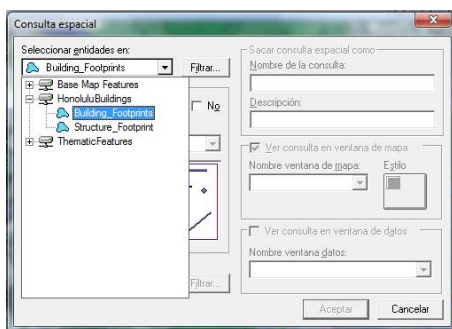 Consulta espacial
Seleccionar entidades en:
Building_Footprints
Filtrar...
Base Map Features
HonoluluBuildings
Building_Footprints
Structure_Footprint
ThematicFeatures
No
Filtrar...
Sacar consulta espacial como
Nombre de la consulta:
Descripción:
Ver consulta en ventana de mapa
Nombre ventana de mapa:
Estilo
Ver consulta en ventana de datos
Nombre ventana datos:
Aceptar
Cancelar